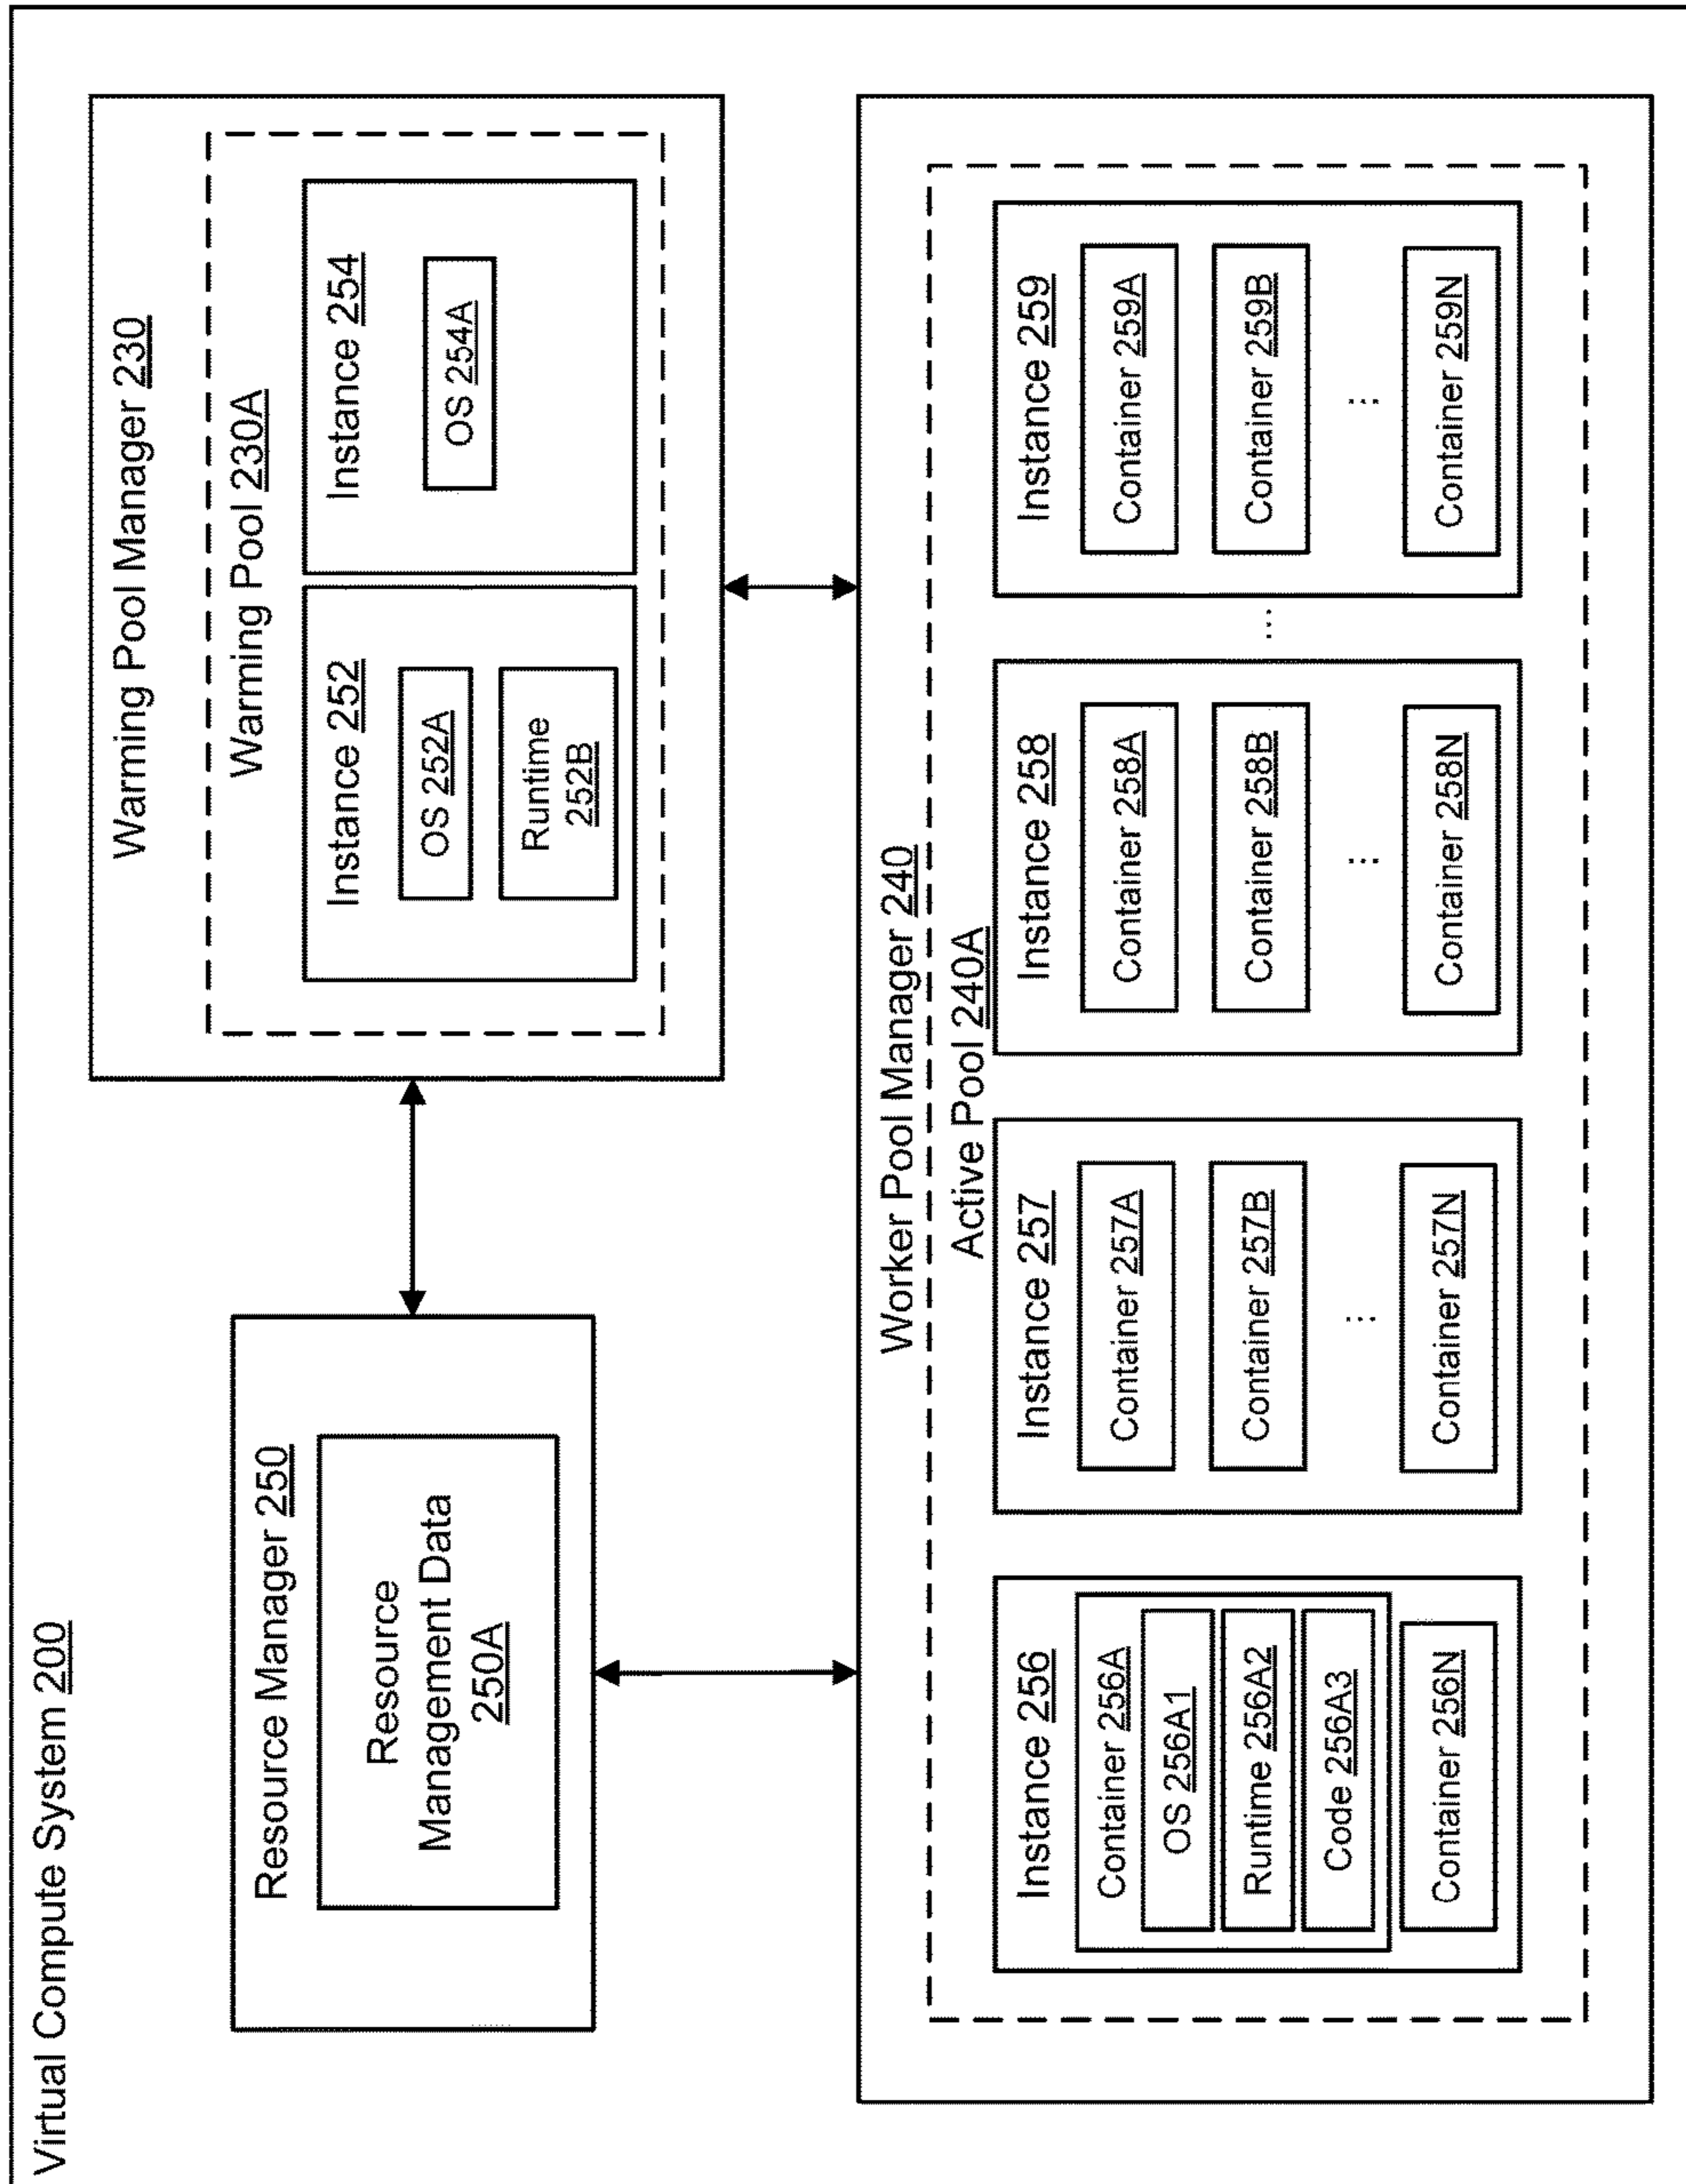 Virtual Compute System 200
Resource Manager 250
Resource
Management Data
250A
Warming Pool Manager 230
Warming Pool 230A
Instance 252
OS 252A
Runtime
252B
Instance 254
OS 254A
Worker Pool Manager 240
Active Pool 240A
Instance 256
Container 256A
OS 256A1
Runtime 256A2
Code 256A3
Container 256N
Instance 257
Container 257A
Container 257B
...
Container 257N
Instance 258
Container 258A
Container 258B
...
Container 258N
...
Instance 259
Container 259A
Container 259B
...
Container 259N